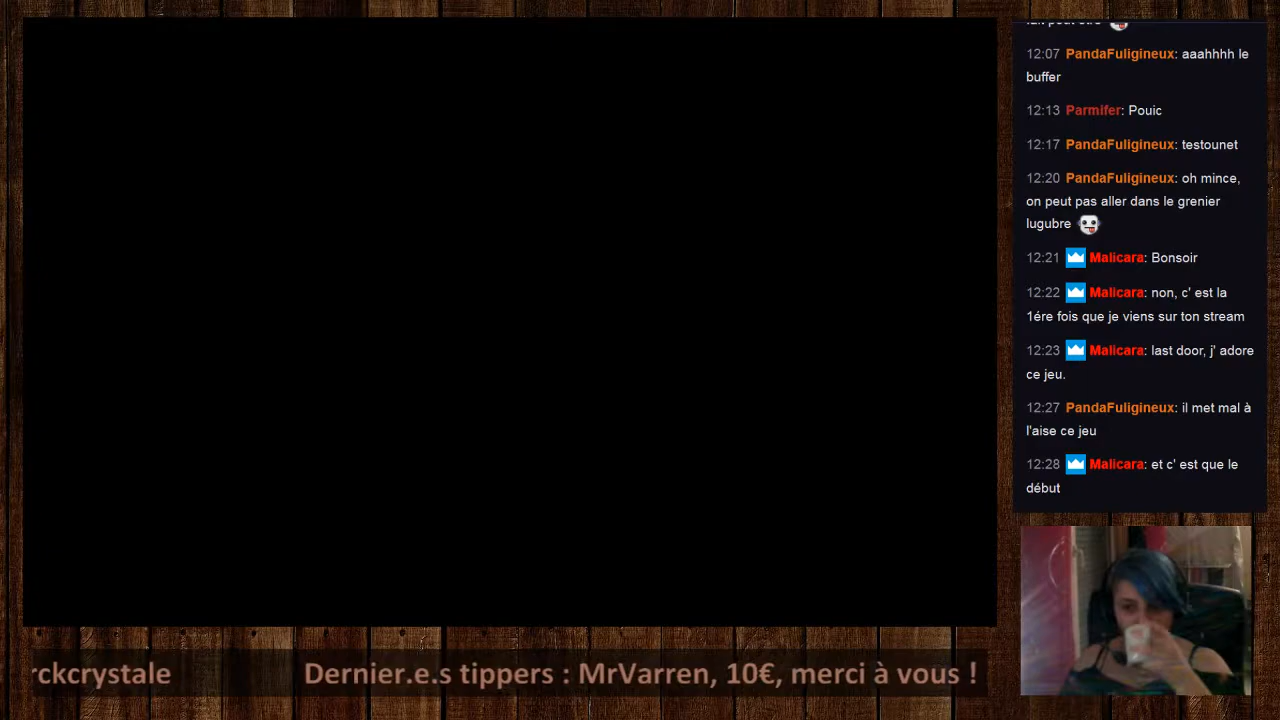 12:07 PandaFuligineux: aaahhhh le
buffer
12:13 Parmifer: Pouic
12:17 PandaFuligineux: testounet
12:20 PandaFuligineux: oh mince,
on peut pas aller dans le grenier
lugubre
12:21 Malicara: Bonsoir
12:22 Malicara: non, c' est la
1ére fois que je viens sur ton stream
12:23 Malicara: last door, j' adore
ce jeu.
12:27 PandaFuligineux: il met mal à
l'aise ce jeu
12:28 Malicara: et c' est que le
début
rckcrystale Dernier.e.s tippers : MrVarren, 10€, merci à vous !